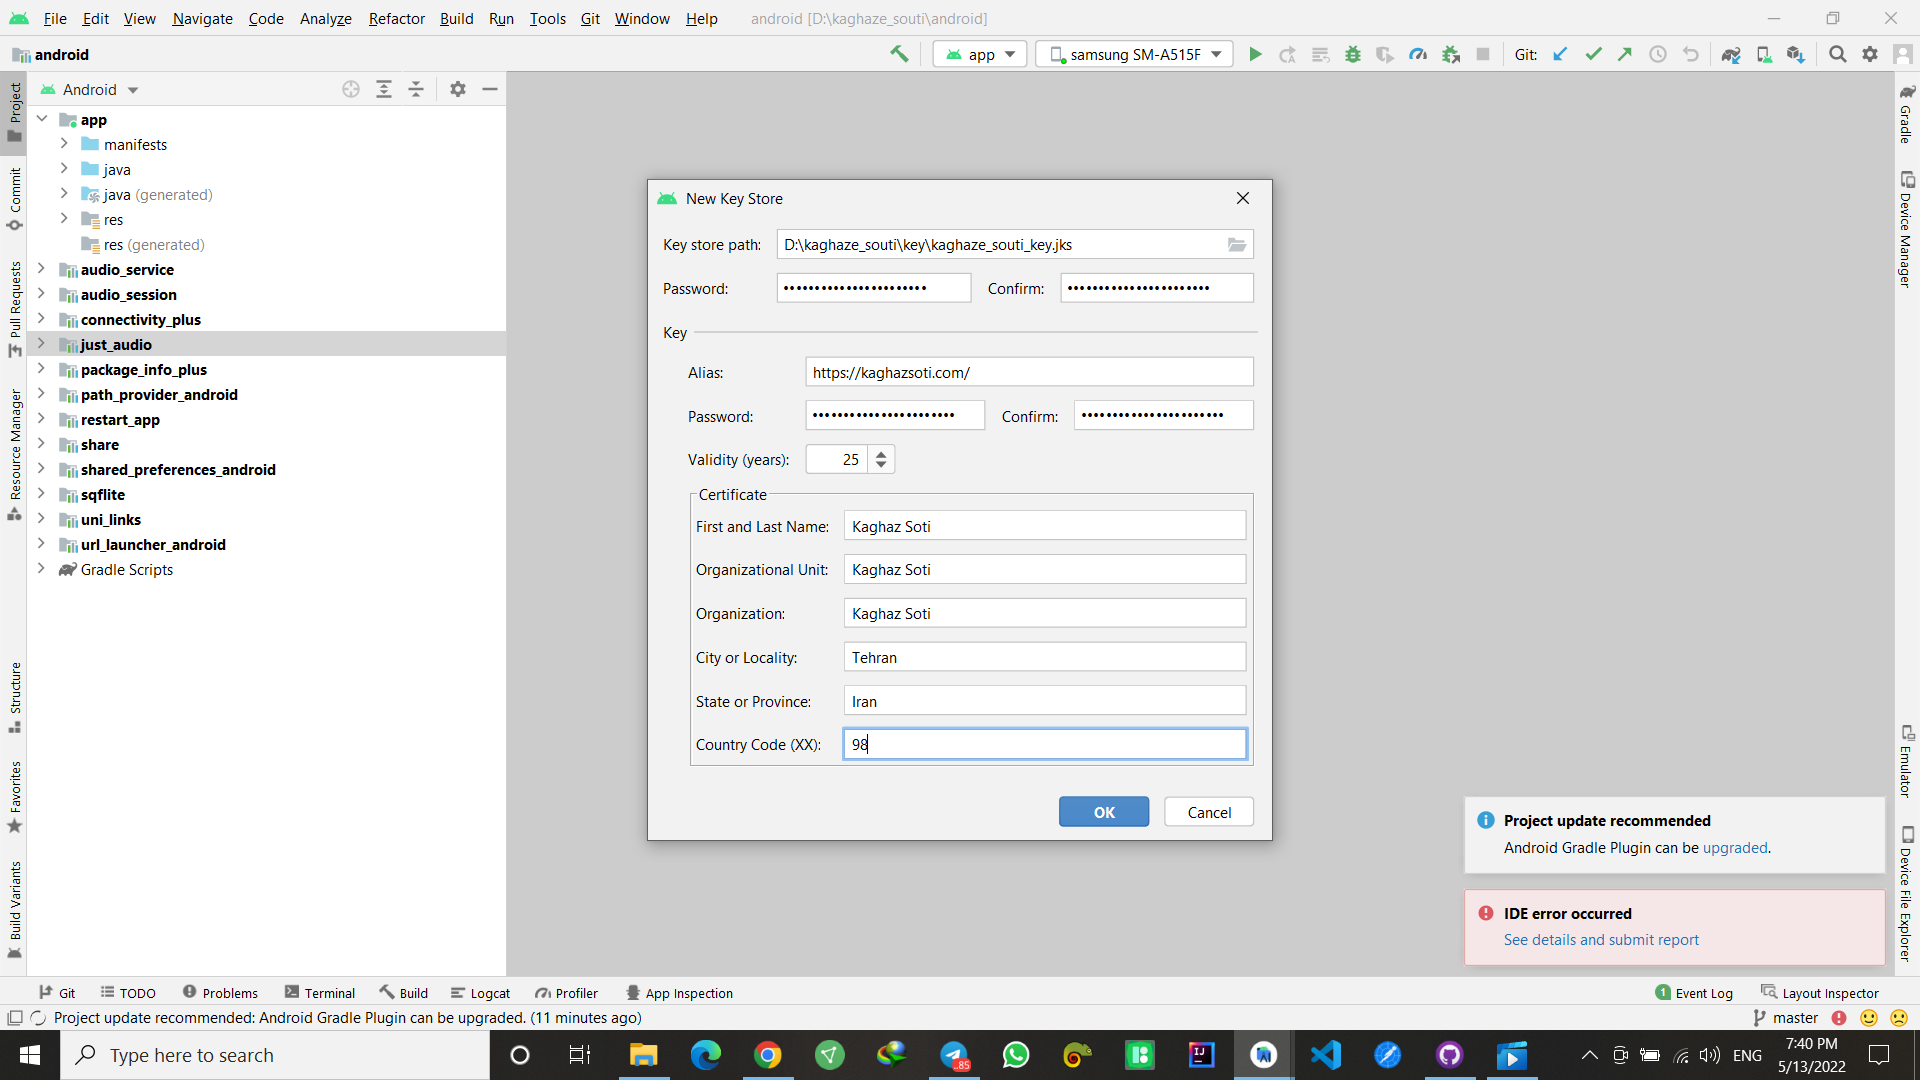 File Edit View Navigate Code Analyze Refactor Build Run Tools Git Window Help android [D:\kaghaze_souti\android]
android
app
samsung SM-A515F
Git:
Android
app
manifests
java
java (generated)
res
res (generated)
audio_service
audio_session
connectivity_plus
just_audio
package_info_plus
path_provider_android
restart_app
share
shared_preferences_android
sqflite
uni_links
url_launcher_android
Gradle Scripts
Project
Commit
Pull Requests
Resource Manager
Structure
Favorites
Build Variants
New Key Store
Key store path: D:\kaghaze_souti\key\kaghaze_souti_key.jks
Password: ••••••••••••••••••••••• Confirm: •••••••••••••••••••••••
Key
Alias: https://kaghazsoti.com/
Password: ••••••••••••••••••••••• Confirm: •••••••••••••••••••••••
Validity (years): 25
Certificate
First and Last Name: Kaghaz Soti
Organizational Unit: Kaghaz Soti
Organization: Kaghaz Soti
City or Locality: Tehran
State or Province: Iran
Country Code (XX): 98
OK Cancel
Gradle
Device Manager
Emulator
Device File Explorer
Project update recommended
Android Gradle Plugin can be upgraded.
IDE error occurred
See details and submit report
Git TODO Problems Terminal Build Logcat Profiler App Inspection 1 Event Log Layout Inspector
Project update recommended: Android Gradle Plugin can be upgraded. (11 minutes ago) master
Type here to search
..85
IJ
ENG
7:40 PM
5/13/2022